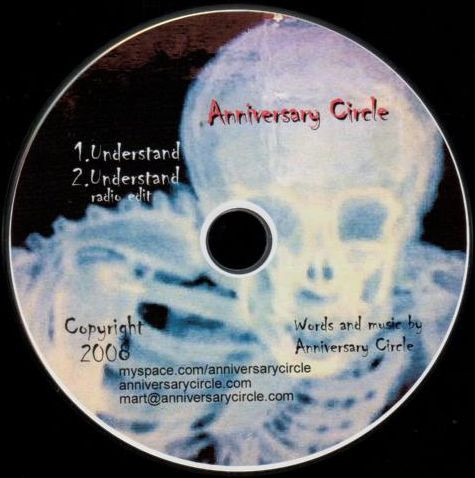 Anniversary Circle
1.Understand
2.Understand
radio edit
Copyright
2008
Words and music by
Anniversary Circle
myspace.com/anniversarycircle
anniversarycircle.com
mart@anniversarycircle.com